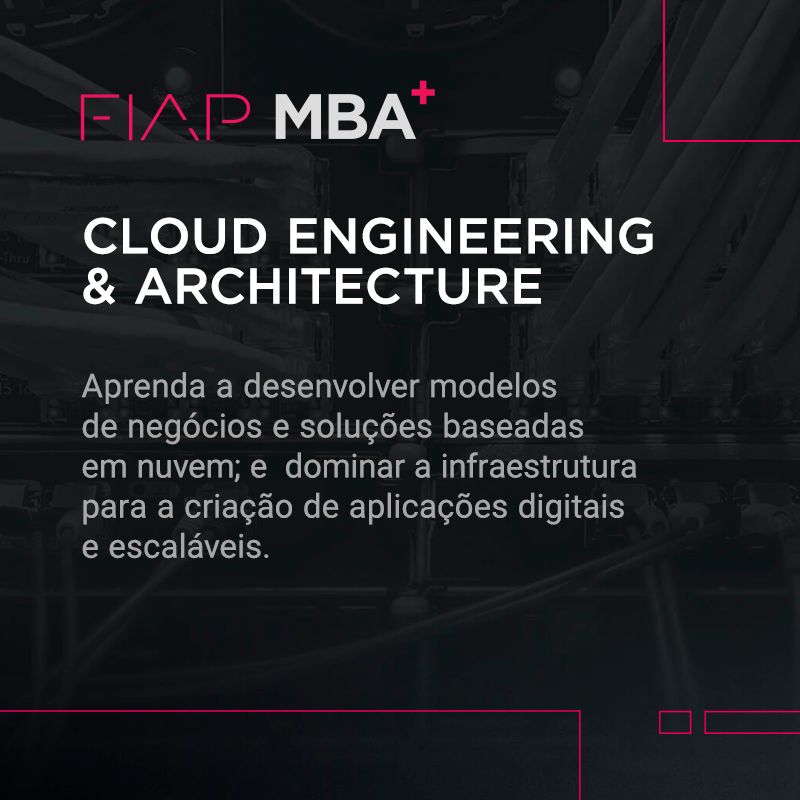 FIAP MBA+
CLOUD ENGINEERING
& ARCHITECTURE
Aprenda a desenvolver modelos
de negócios e soluções baseadas
em nuvem; e  dominar a infraestrutura
para a criação de aplicações digitais
e escaláveis.